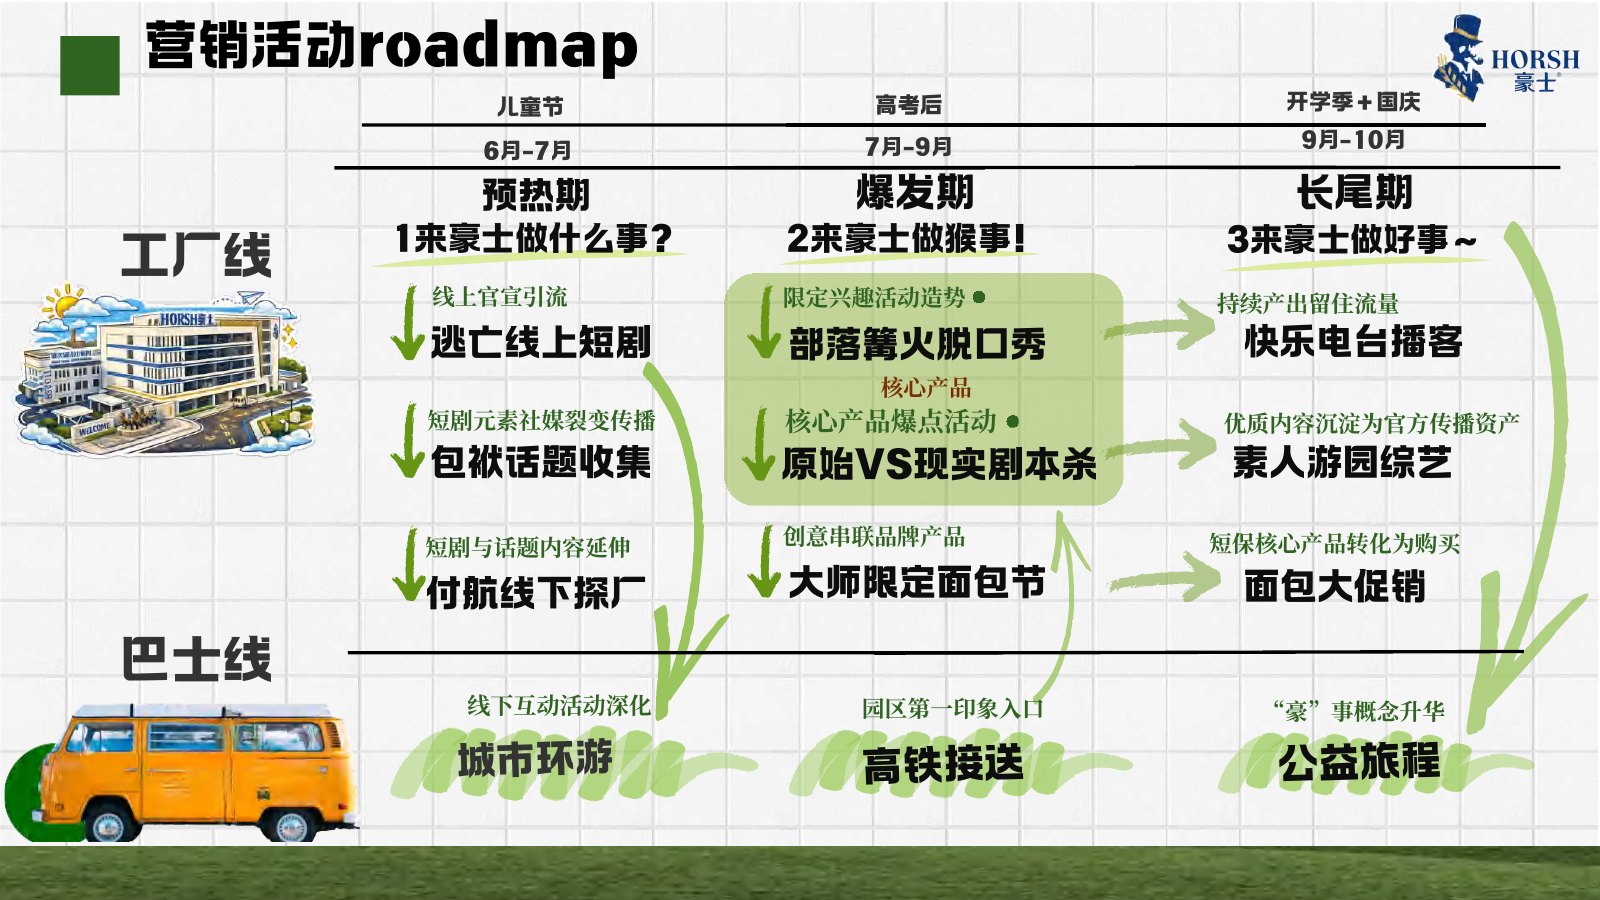 营销活动roadmap
HORSH
豪士
儿童节
高考后
开学季+国庆
6月-7月
7月-9月
9月-10月
预热期
爆发期
长尾期
工厂线
1来豪士做什么事?
2来豪士做猴事!
3来豪士做好事~
HORSH豪士
WELCOME
线上官宣引流
逃亡线上短剧
限定兴趣活动造势
部落篝火脱口秀
持续产出留住流量
快乐电台播客
核心产品
短剧元素社媒裂变传播
包袱话题收集
核心产品爆点活动
原始VS现实剧本杀
优质内容沉淀为官方传播资产
素人游园综艺
短剧与话题内容延伸
付航线下探厂
创意串联品牌产品
大师限定面包节
短保核心产品转化为购买
面包大促销
巴士线
线下互动活动深化
城市环游
园区第一印象入口
高铁接送
“豪”事概念升华
公益旅程